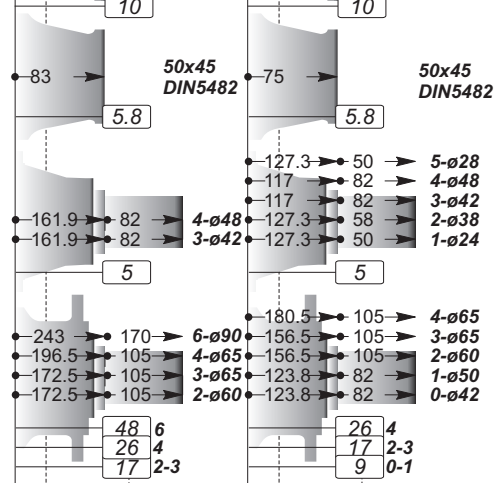 10 10
83 50x45 75 50x45
DIN5482 DIN5482
5.8 5.8
127.3 50 5-ø28
117 82 4-ø48
117 82 3-ø42
161.9 82 4-ø48 127.3 58 2-ø38
161.9 82 3-ø42 127.3 50 1-ø24
5 5
180.5 105 4-ø65
243 170 6-ø90 156.5 105 3-ø65
196.5 105 4-ø65 156.5 105 2-ø60
172.5 105 3-ø65 123.8 82 1-ø50
172.5 105 2-ø60 123.8 82 0-ø42
48 6 26 4
26 4 17 2-3
17 2-3 9 0-1